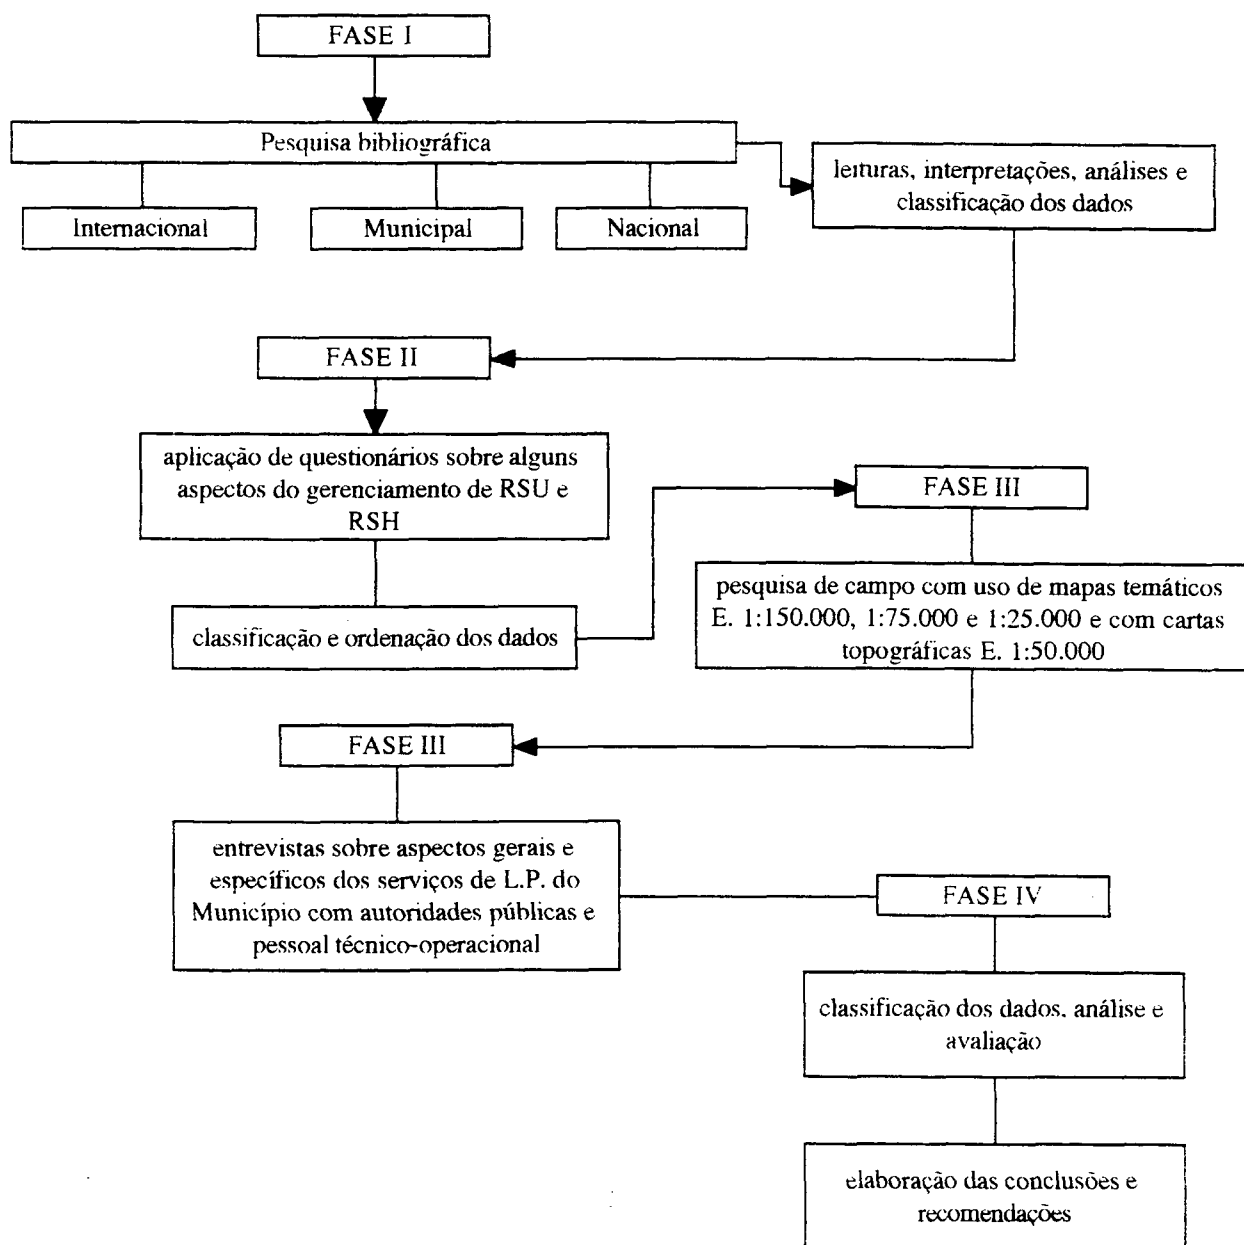 FASE I
Pesquisa bibliográfica
Internacional
Municipal
Nacional
leituras, interpretações, análises e
classificação dos dados
FASE II
aplicação de questionários sobre alguns
aspectos do gerenciamento de RSU e
RSH
classificação e ordenação dos dados
FASE III
pesquisa de campo com uso de mapas temáticos
E. 1:150.000, 1:75.000 e 1:25.000 e com cartas
topográficas E. 1:50.000
FASE III
entrevistas sobre aspectos gerais e
específicos dos serviços de L.P. do
Município com autoridades públicas e
pessoal técnico-operacional
FASE IV
classificação dos dados, análise e
avaliação
elaboração das conclusões e
recomendações